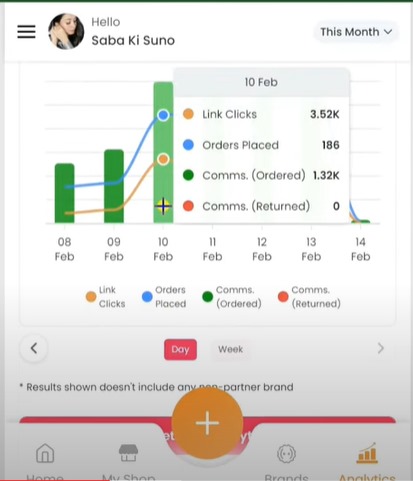 Hello
Saba Ki Suno
This Month
10 Feb
Link Clicks 3.52K
Orders Placed 186
Comms. (Ordered) 1.32K
Comms. (Returned) 0
08 Feb
09 Feb
10 Feb
11 Feb
12 Feb
13 Feb
14 Feb
Link Clicks
Orders Placed
Comms. (Ordered)
Comms. (Returned)
Day
Week
* Results shown doesn't include any non-partner brand
Home
My Shop
Brands
Analytics